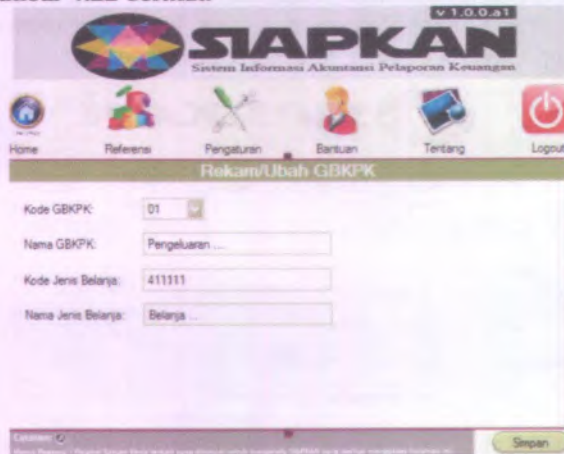 v 1.0.0.a1
SIAPKAN
Sistem Informasi Akuntansi Pelaporan Keuangan
Home Referensi Pengaturan Bantuan Tentang Logout
Rekam/Ubah GBKPK
Kode GBKPK: 01
Nama GBKPK: Pengeluaran ....
Kode Jenis Belanja: 411111
Nama Jenis Belanja: Belanja ...
Simpan